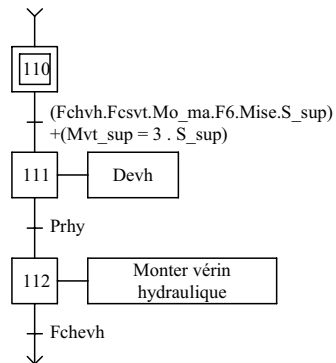 110
(Fchvh.Fcsvt.Mo_ma.F6.Mise.S_sup)
+(Mvt_sup = 3 . S_sup)
111
Devh
Prhy
112
Monter vérin
hydraulique
Fchevh